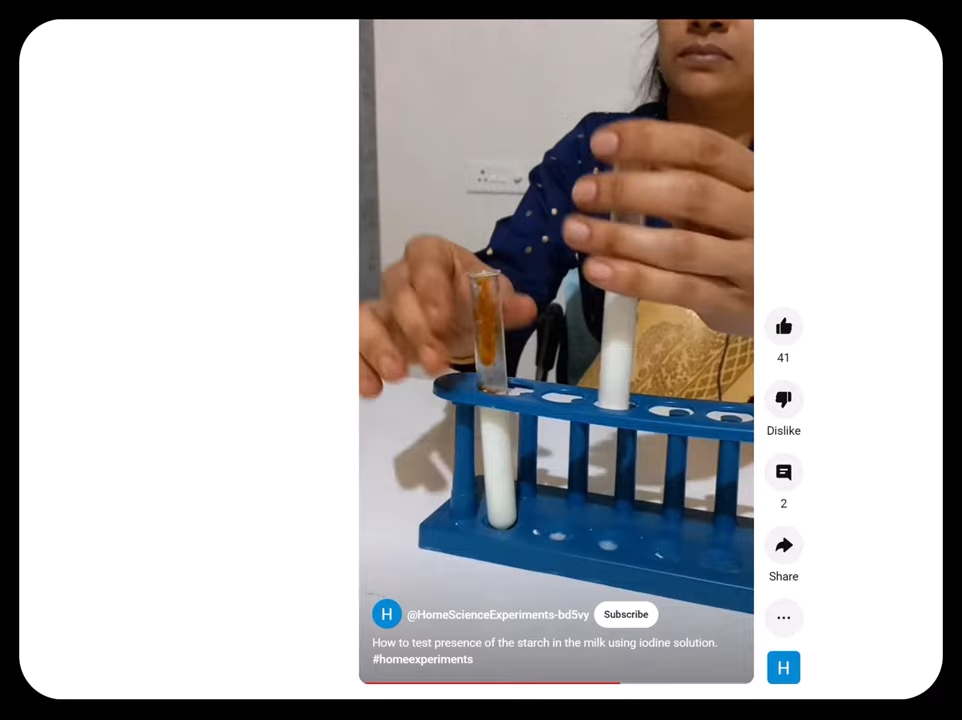 41
Dislike
2
Share
H @HomeScienceExperiments-bd5vy Subscribe
How to test presence of the starch in the milk using iodine solution.
#homeexperiments
H